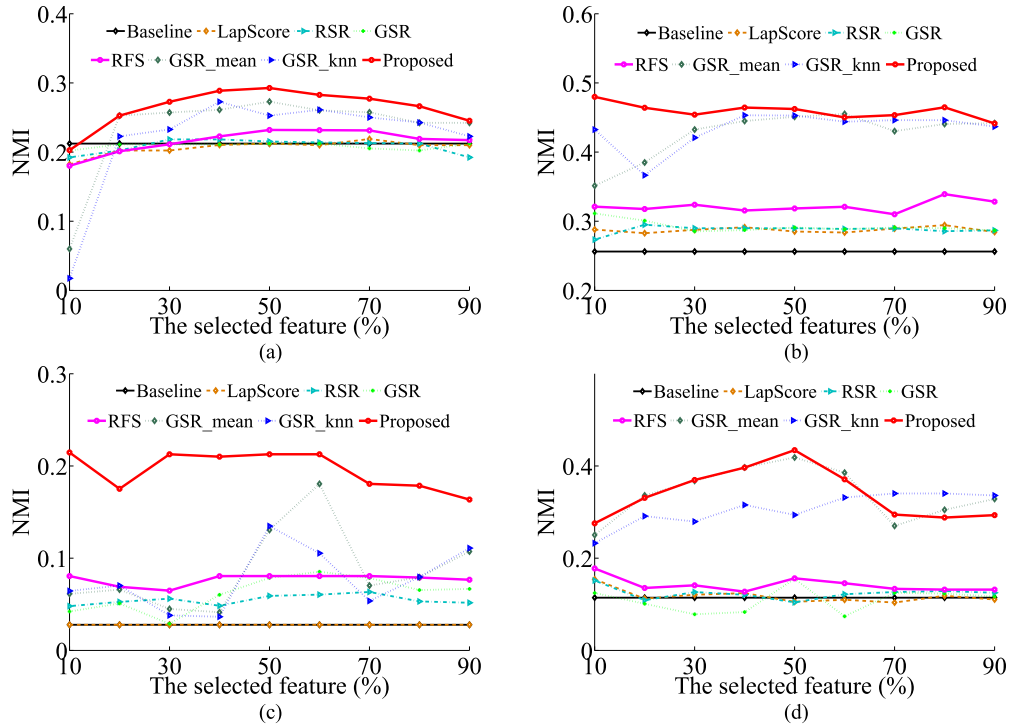 0.4
0.3
0.2
0.1
0
NMI
Baseline LapScore RSR GSR
RFS GSR_mean GSR_knn Proposed
10 30 50 70 90
The selected feature (%)
(a)
0.6
0.5
0.4
0.3
0.2
NMI
Baseline LapScore RSR GSR
RFS GSR_mean GSR_knn Proposed
10 30 50 70 90
The selected features (%)
(b)
0.3
0.2
0.1
0
NMI
Baseline LapScore RSR GSR
RFS GSR_mean GSR_knn Proposed
10 30 50 70 90
The selected feature (%)
(c)
0.4
0.2
0
NMI
Baseline LapScore RSR GSR
RFS GSR_mean GSR_knn Proposed
10 30 50 70 90
The selected feature (%)
(d)